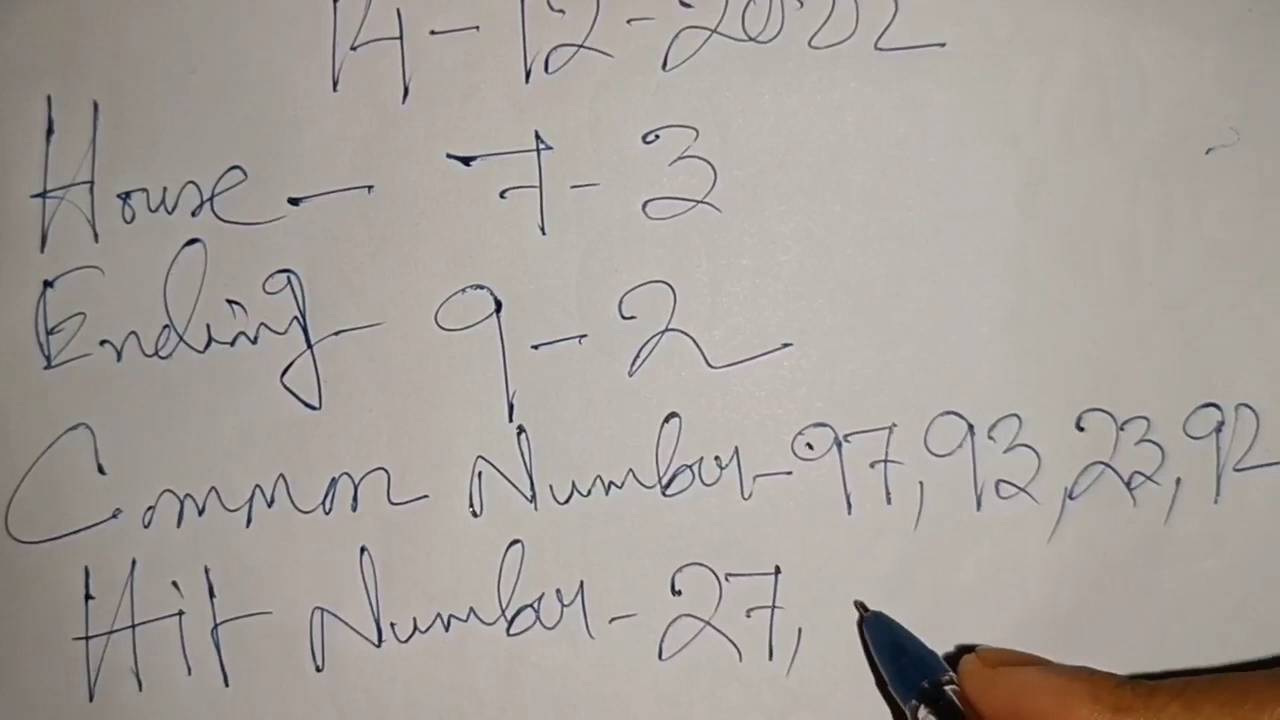 14-12-2022
House- 7-3
Ending- 9-2
Common Number-97,93,23,92
Hit Number-27,